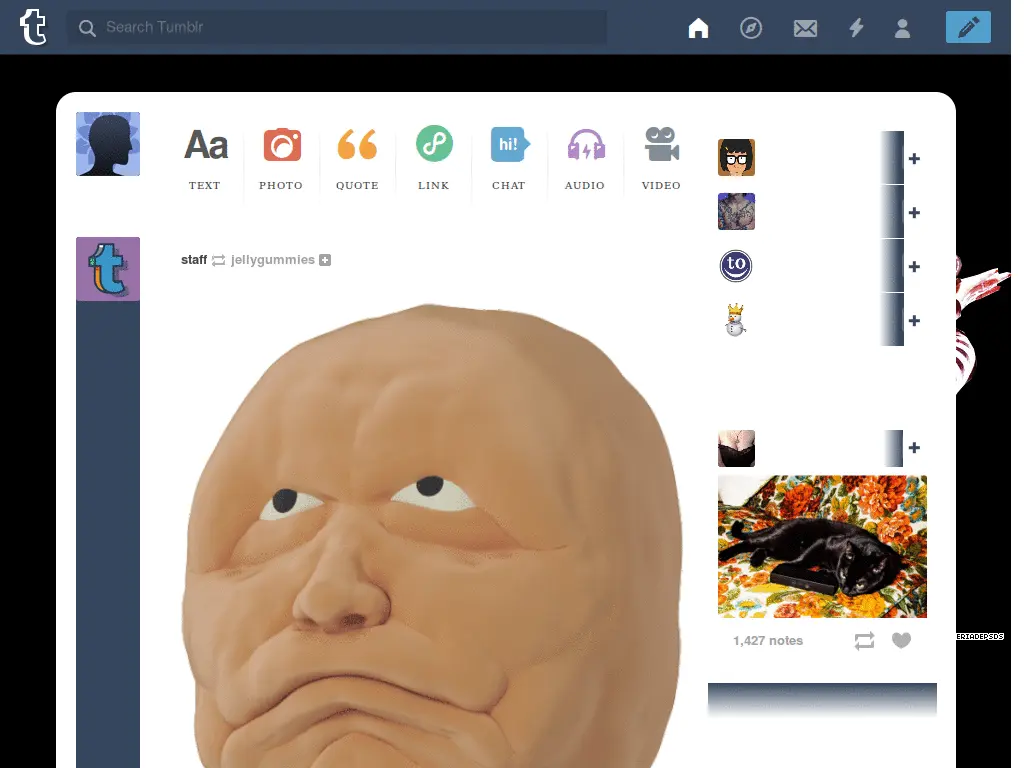 Search Tumblr
Aa
hi!
TEXT
PHOTO
QUOTE
LINK
CHAT
AUDIO
VIDEO
to
staff jellygummies
1,427 notes
ERIADEPSDS